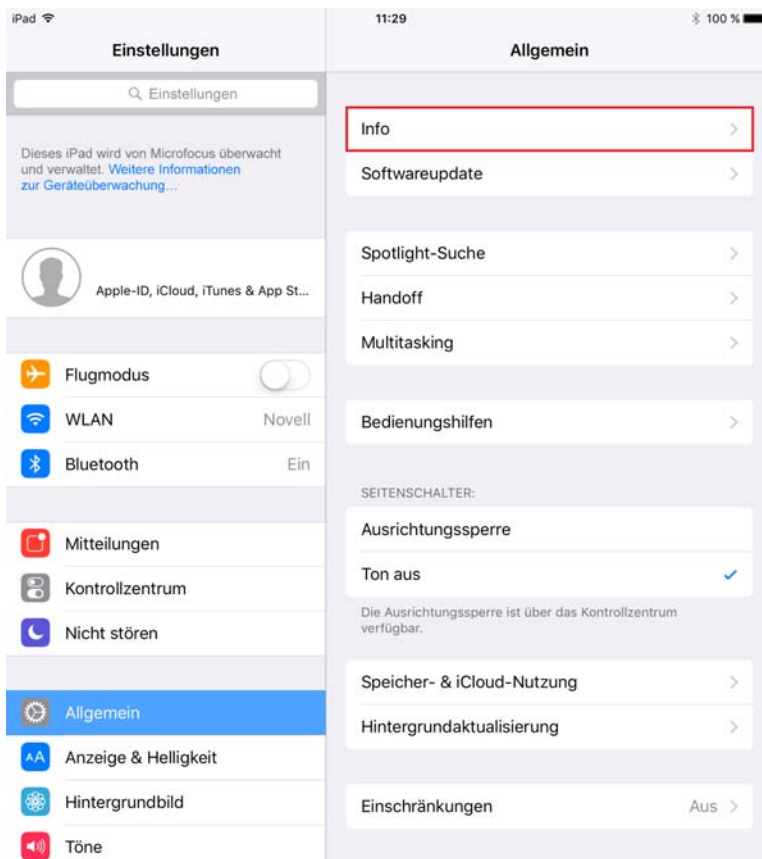 iPad
11:29
100 %
Einstellungen
Einstellungen
Dieses iPad wird von Microfocus überwacht
und verwaltet. Weitere Informationen
zur Geräteüberwachung...
Apple-ID, iCloud, iTunes & App St...
Flugmodus
WLAN Novell
Bluetooth Ein
Mitteilungen
Kontrollzentrum
Nicht stören
Allgemein
AA Anzeige & Helligkeit
Hintergrundbild
Töne
Allgemein
Info
Softwareupdate
Spotlight-Suche
Handoff
Multitasking
Bedienungshilfen
SEITENSCHALTER:
Ausrichtungssperre
Ton aus
Die Ausrichtungssperre ist über das Kontrollzentrum
verfügbar.
Speicher- & iCloud-Nutzung
Hintergrundaktualisierung
Einschränkungen Aus